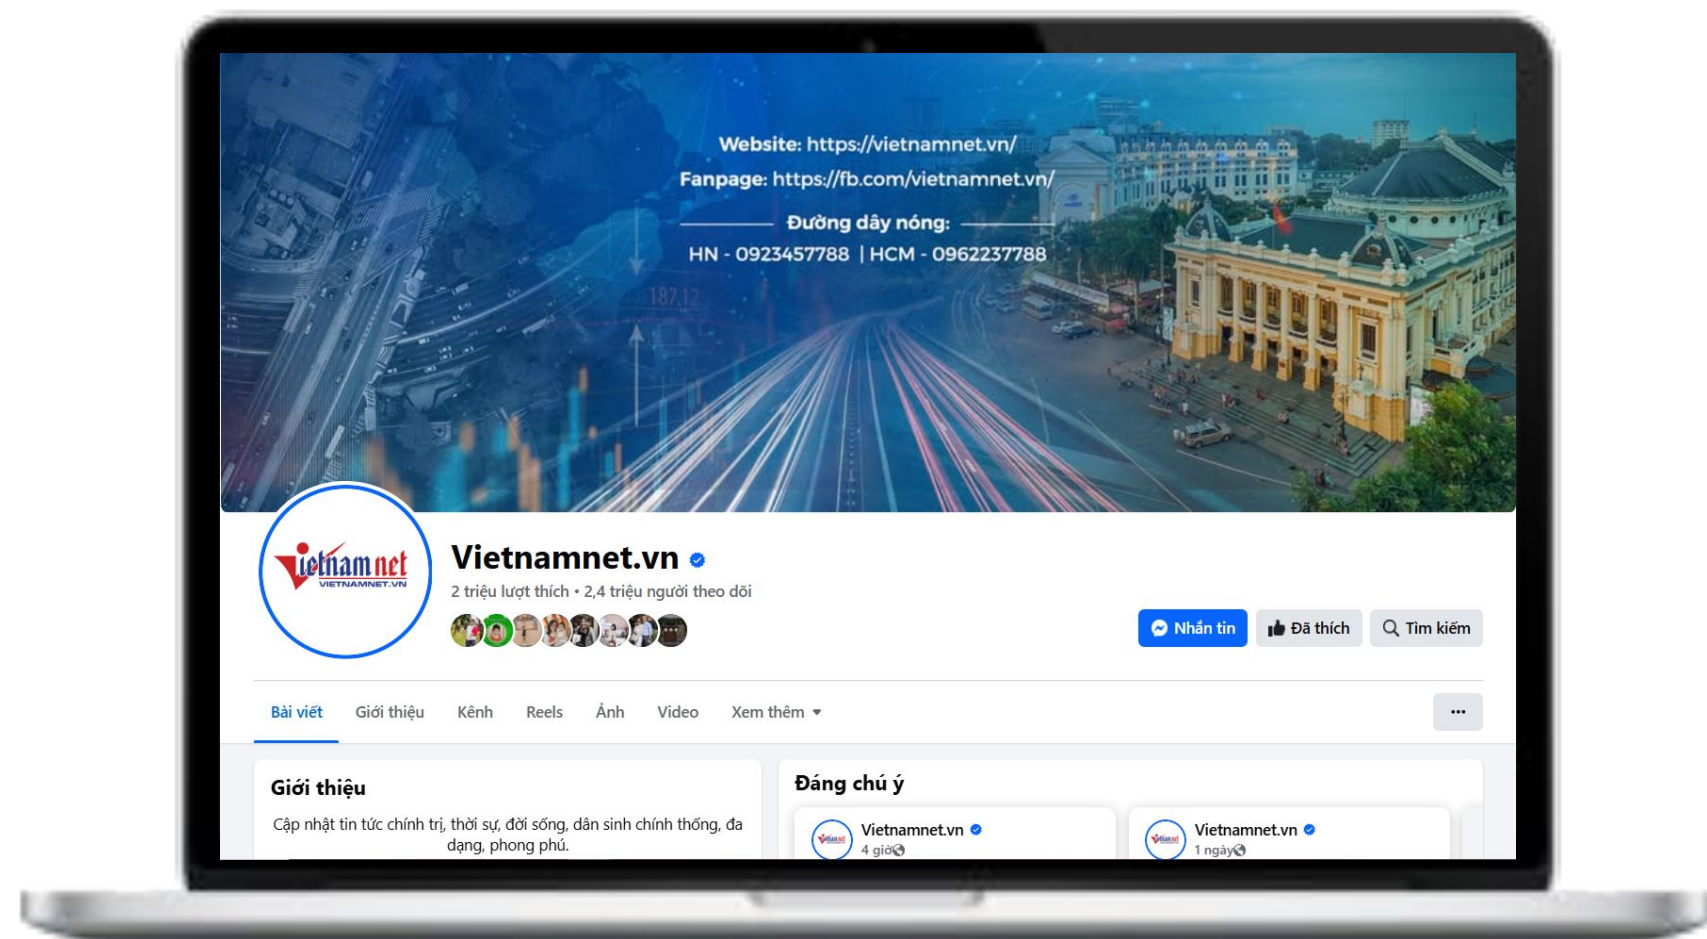 Website: https://vietnamnet.vn/
Fanpage: https://fb.com/vietnamnet.vn/
Đường dây nóng:
HN - 0923457788 | HCM - 0962237788
187.12
Vietnamnet
VIETNAMNET.VN
Vietnamnet.vn
2 triệu lượt thích • 2,4 triệu người theo dõi
Nhắn tin
Đã thích
Tìm kiếm
Bài viết
Giới thiệu
Kênh
Reels
Ảnh
Video
Xem thêm
Giới thiệu
Cập nhật tin tức chính trị, thời sự, đời sống, dân sinh chính thống, đa
dạng, phong phú.
Đáng chú ý
Vietnamnet.vn
4 giờ
Vietnamnet.vn
1 ngày